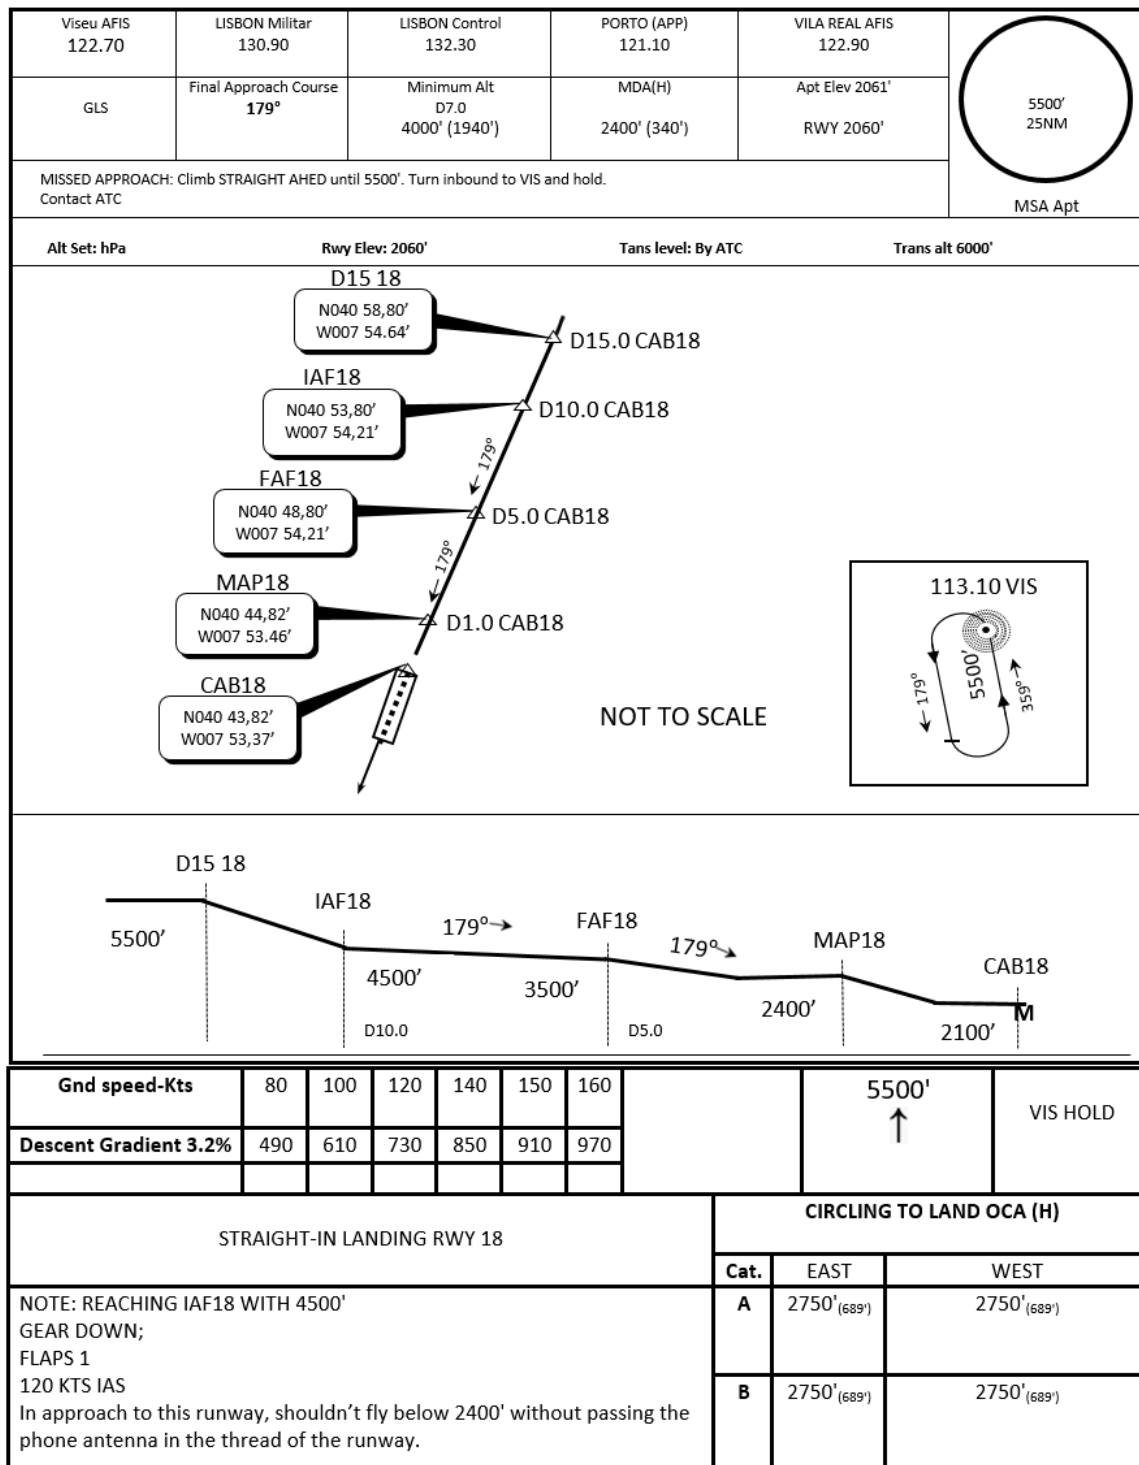 Viseu AFIS
122.70
LISBON Militar
130.90
LISBON Control
132.30
PORTO (APP)
121.10
VILA REAL AFIS
122.90
GLS
Final Approach Course
179°
Minimum Alt
D7.0
4000' (1940')
MDA(H)
2400' (340')
Apt Elev 2061'
RWY 2060'
5500'
25NM
MSA Apt
MISSED APPROACH: Climb STRAIGHT AHED until 5500'. Turn inbound to VIS and hold.
Contact ATC
Alt Set: hPa
Rwy Elev: 2060'
Tans level: By ATC
Trans alt 6000'
D15 18
N040 58,80’
W007 54.64’
D15.0 CAB18
IAF18
N040 53,80’
W007 54,21’
D10.0 CAB18
179º
FAF18
N040 48,80’
W007 54,21’
D5.0 CAB18
179º
MAP18
N040 44,82’
W007 53.46’
D1.0 CAB18
CAB18
N040 43,82’
W007 53,37’
NOT TO SCALE
113.10 VIS
5500’
179º
359º
D15 18
IAF18
FAF18
MAP18
CAB18
5500’
179º
179º
4500’
3500’
2400’
2100’
M
D10.0
D5.0
Gnd speed-Kts 80 100 120 140 150 160
Descent Gradient 3.2% 490 610 730 850 910 970
5500'
VIS HOLD
STRAIGHT-IN LANDING RWY 18
CIRCLING TO LAND OCA (H)
Cat. EAST WEST
A 2750'(689') 2750'(689')
B 2750'(689') 2750'(689')
NOTE: REACHING IAF18 WITH 4500'
GEAR DOWN;
FLAPS 1
120 KTS IAS
In approach to this runway, shouldn’t fly below 2400' without passing the
phone antenna in the thread of the runway.